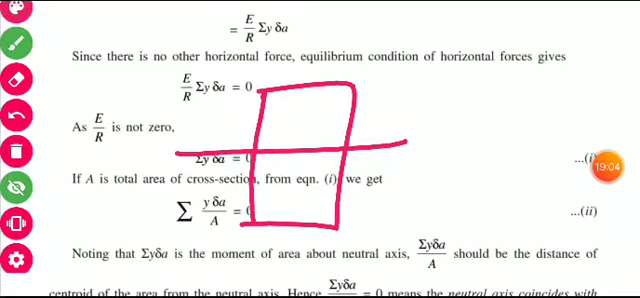 = E/R Σy δa
Since there is no other horizontal force, equilibrium condition of horizontal forces gives
E/R Σy δa = 0
As E/R is not zero,
Σy δa = 0 ...(i)
19:04
If A is total area of cross-section, from eqn. (i) we get
Σ y δa/A = 0 ...(ii)
Noting that Σyδa is the moment of area about neutral axis, Σyδa/A should be the distance of
centroid of the area from the neutral axis. Hence Σyδa = 0 means the neutral axis coincides with